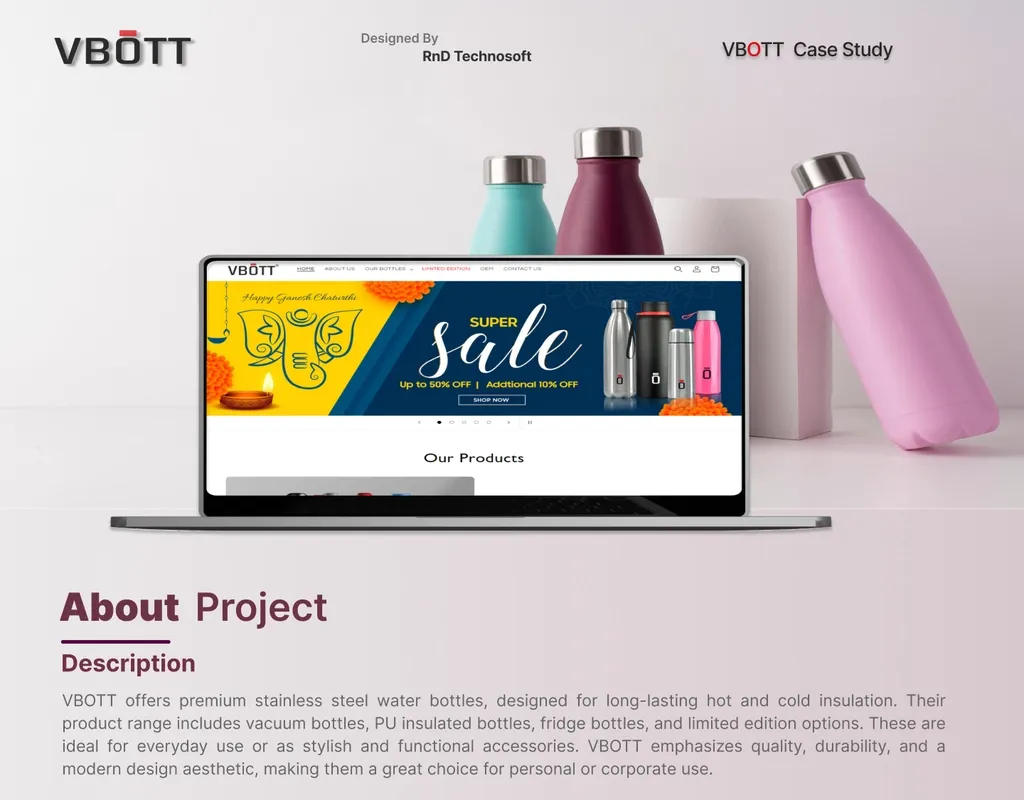 VBOTT
Designed By
RnD Technosoft
VBOTT Case Study
VBOTT
HOME ABOUT US OUR BOTTLES LIMITED EDITION OEM CONTACT US
Happy Ganesh Chaturthi
SUPER
sale
Up to 50% OFF | Addtional 10% OFF
SHOP NOW
Our Products
About Project
Description
VBOTT offers premium stainless steel water bottles, designed for long-lasting hot and cold insulation. Their
product range includes vacuum bottles, PU insulated bottles, fridge bottles, and limited edition options. These are
ideal for everyday use or as stylish and functional accessories. VBOTT emphasizes quality, durability, and a
modern design aesthetic, making them a great choice for personal or corporate use.